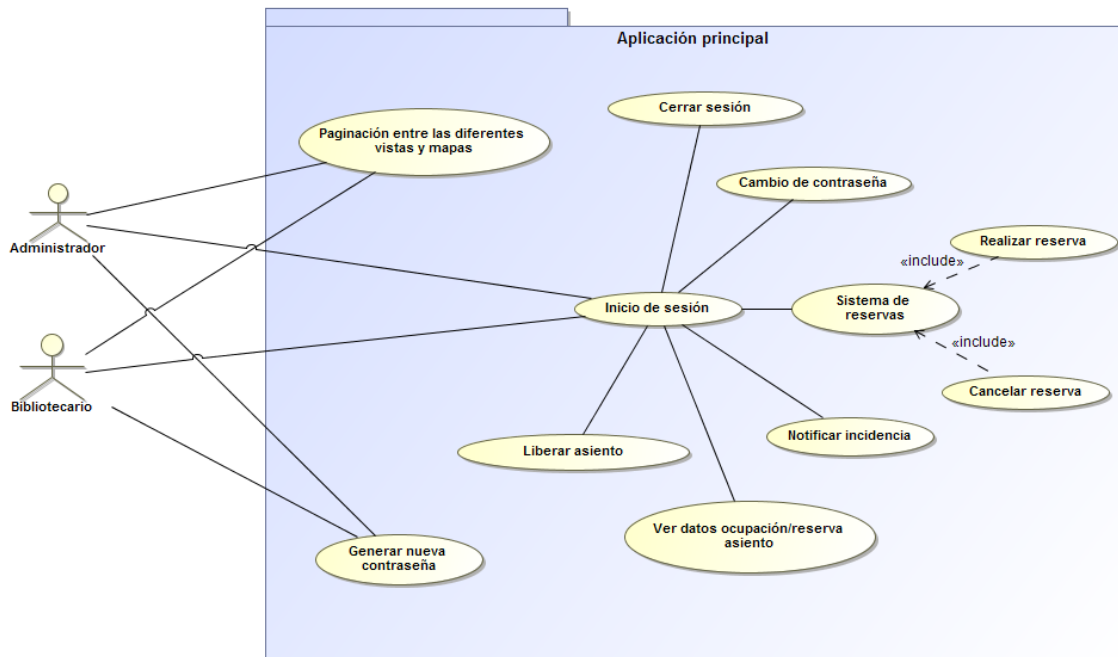 Aplicación principal
Cerrar sesión
Paginación entre las diferentes
vistas y mapas
Cambio de contraseña
Administrador
Realizar reserva
«include»
Inicio de sesión
Sistema de
reservas
«include»
Bibliotecario
Cancelar reserva
Notificar incidencia
Liberar asiento
Ver datos ocupación/reserva
asiento
Generar nueva
contraseña